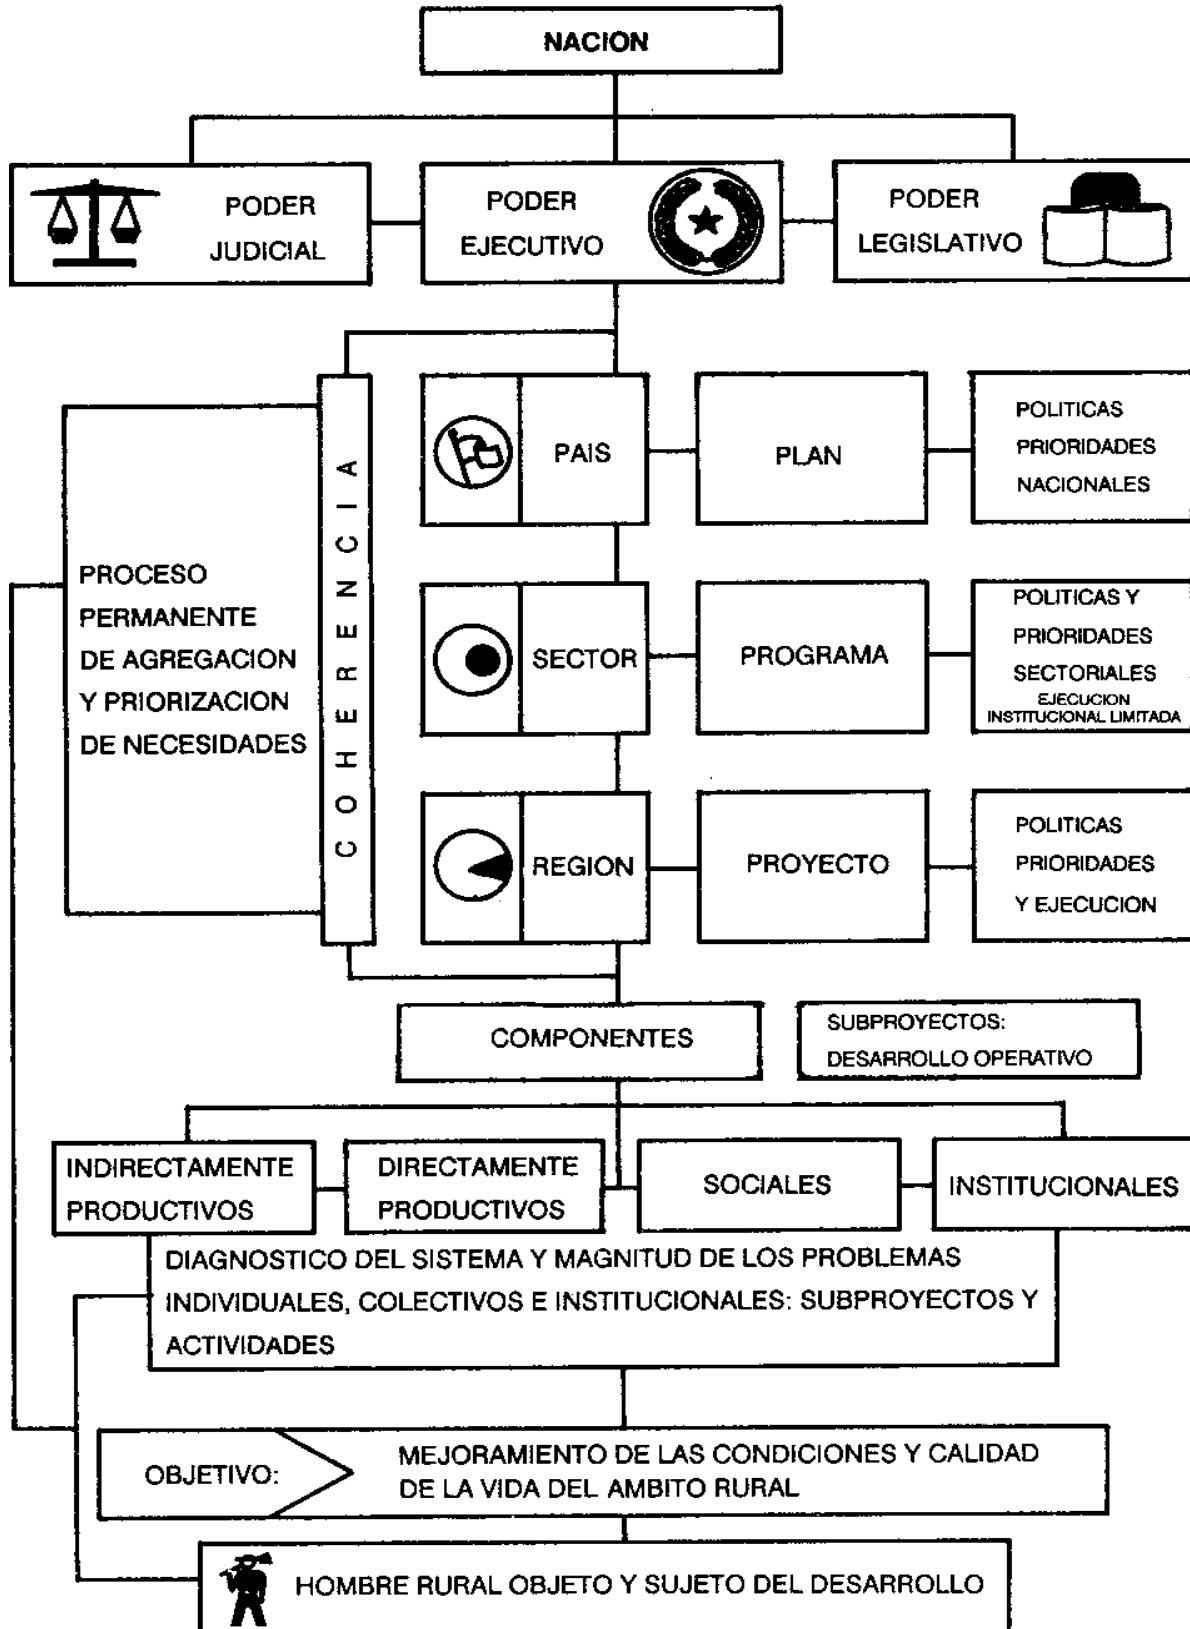 NACION
PODER
JUDICIAL
PODER
EJECUTIVO
PODER
LEGISLATIVO
PROCESO
PERMANENTE
DE AGREGACION
Y PRIORIZACION
DE NECESIDADES
COHERENCIA
PAIS
PLAN
POLITICAS
PRIORIDADES
NACIONALES
SECTOR
PROGRAMA
POLITICAS Y
PRIORIDADES
SECTORIALES
EJECUCION
INSTITUCIONAL LIMITADA
REGION
PROYECTO
POLITICAS
PRIORIDADES
Y EJECUCION
COMPONENTES
SUBPROYECTOS:
DESARROLLO OPERATIVO
INDIRECTAMENTE
PRODUCTIVOS
DIRECTAMENTE
PRODUCTIVOS
SOCIALES
INSTITUCIONALES
DIAGNOSTICO DEL SISTEMA Y MAGNITUD DE LOS PROBLEMAS
INDIVIDUALES, COLECTIVOS E INSTITUCIONALES: SUBPROYECTOS Y
ACTIVIDADES
OBJETIVO:
MEJORAMIENTO DE LAS CONDICIONES Y CALIDAD
DE LA VIDA DEL AMBITO RURAL
HOMBRE RURAL OBJETO Y SUJETO DEL DESARROLLO